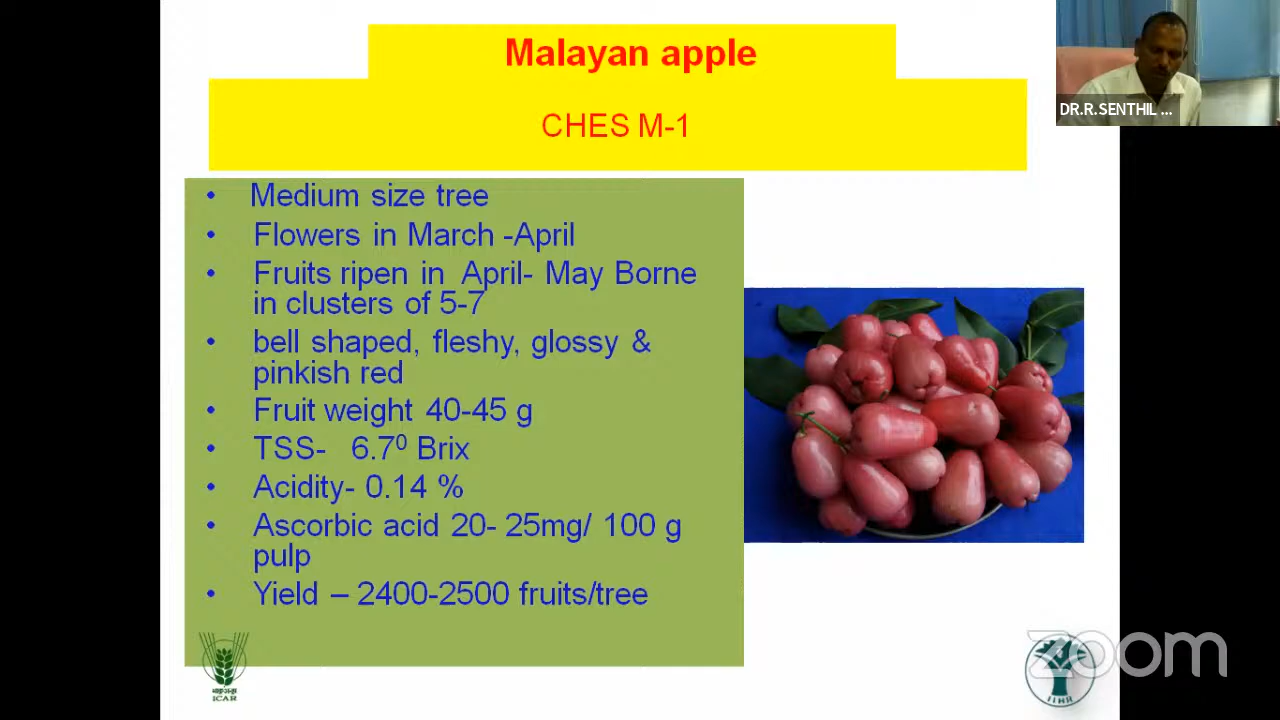 Malayan apple
CHES M-1
DR.R.SENTHIL ...
• Medium size tree
• Flowers in March -April
• Fruits ripen in April- May Borne
in clusters of 5-7
• bell shaped, fleshy, glossy &
pinkish red
• Fruit weight 40-45 g
• TSS- 6.7⁰ Brix
• Acidity- 0.14 %
• Ascorbic acid 20- 25mg/ 100 g
pulp
• Yield – 2400-2500 fruits/tree
ICAR
zoom
IIHR